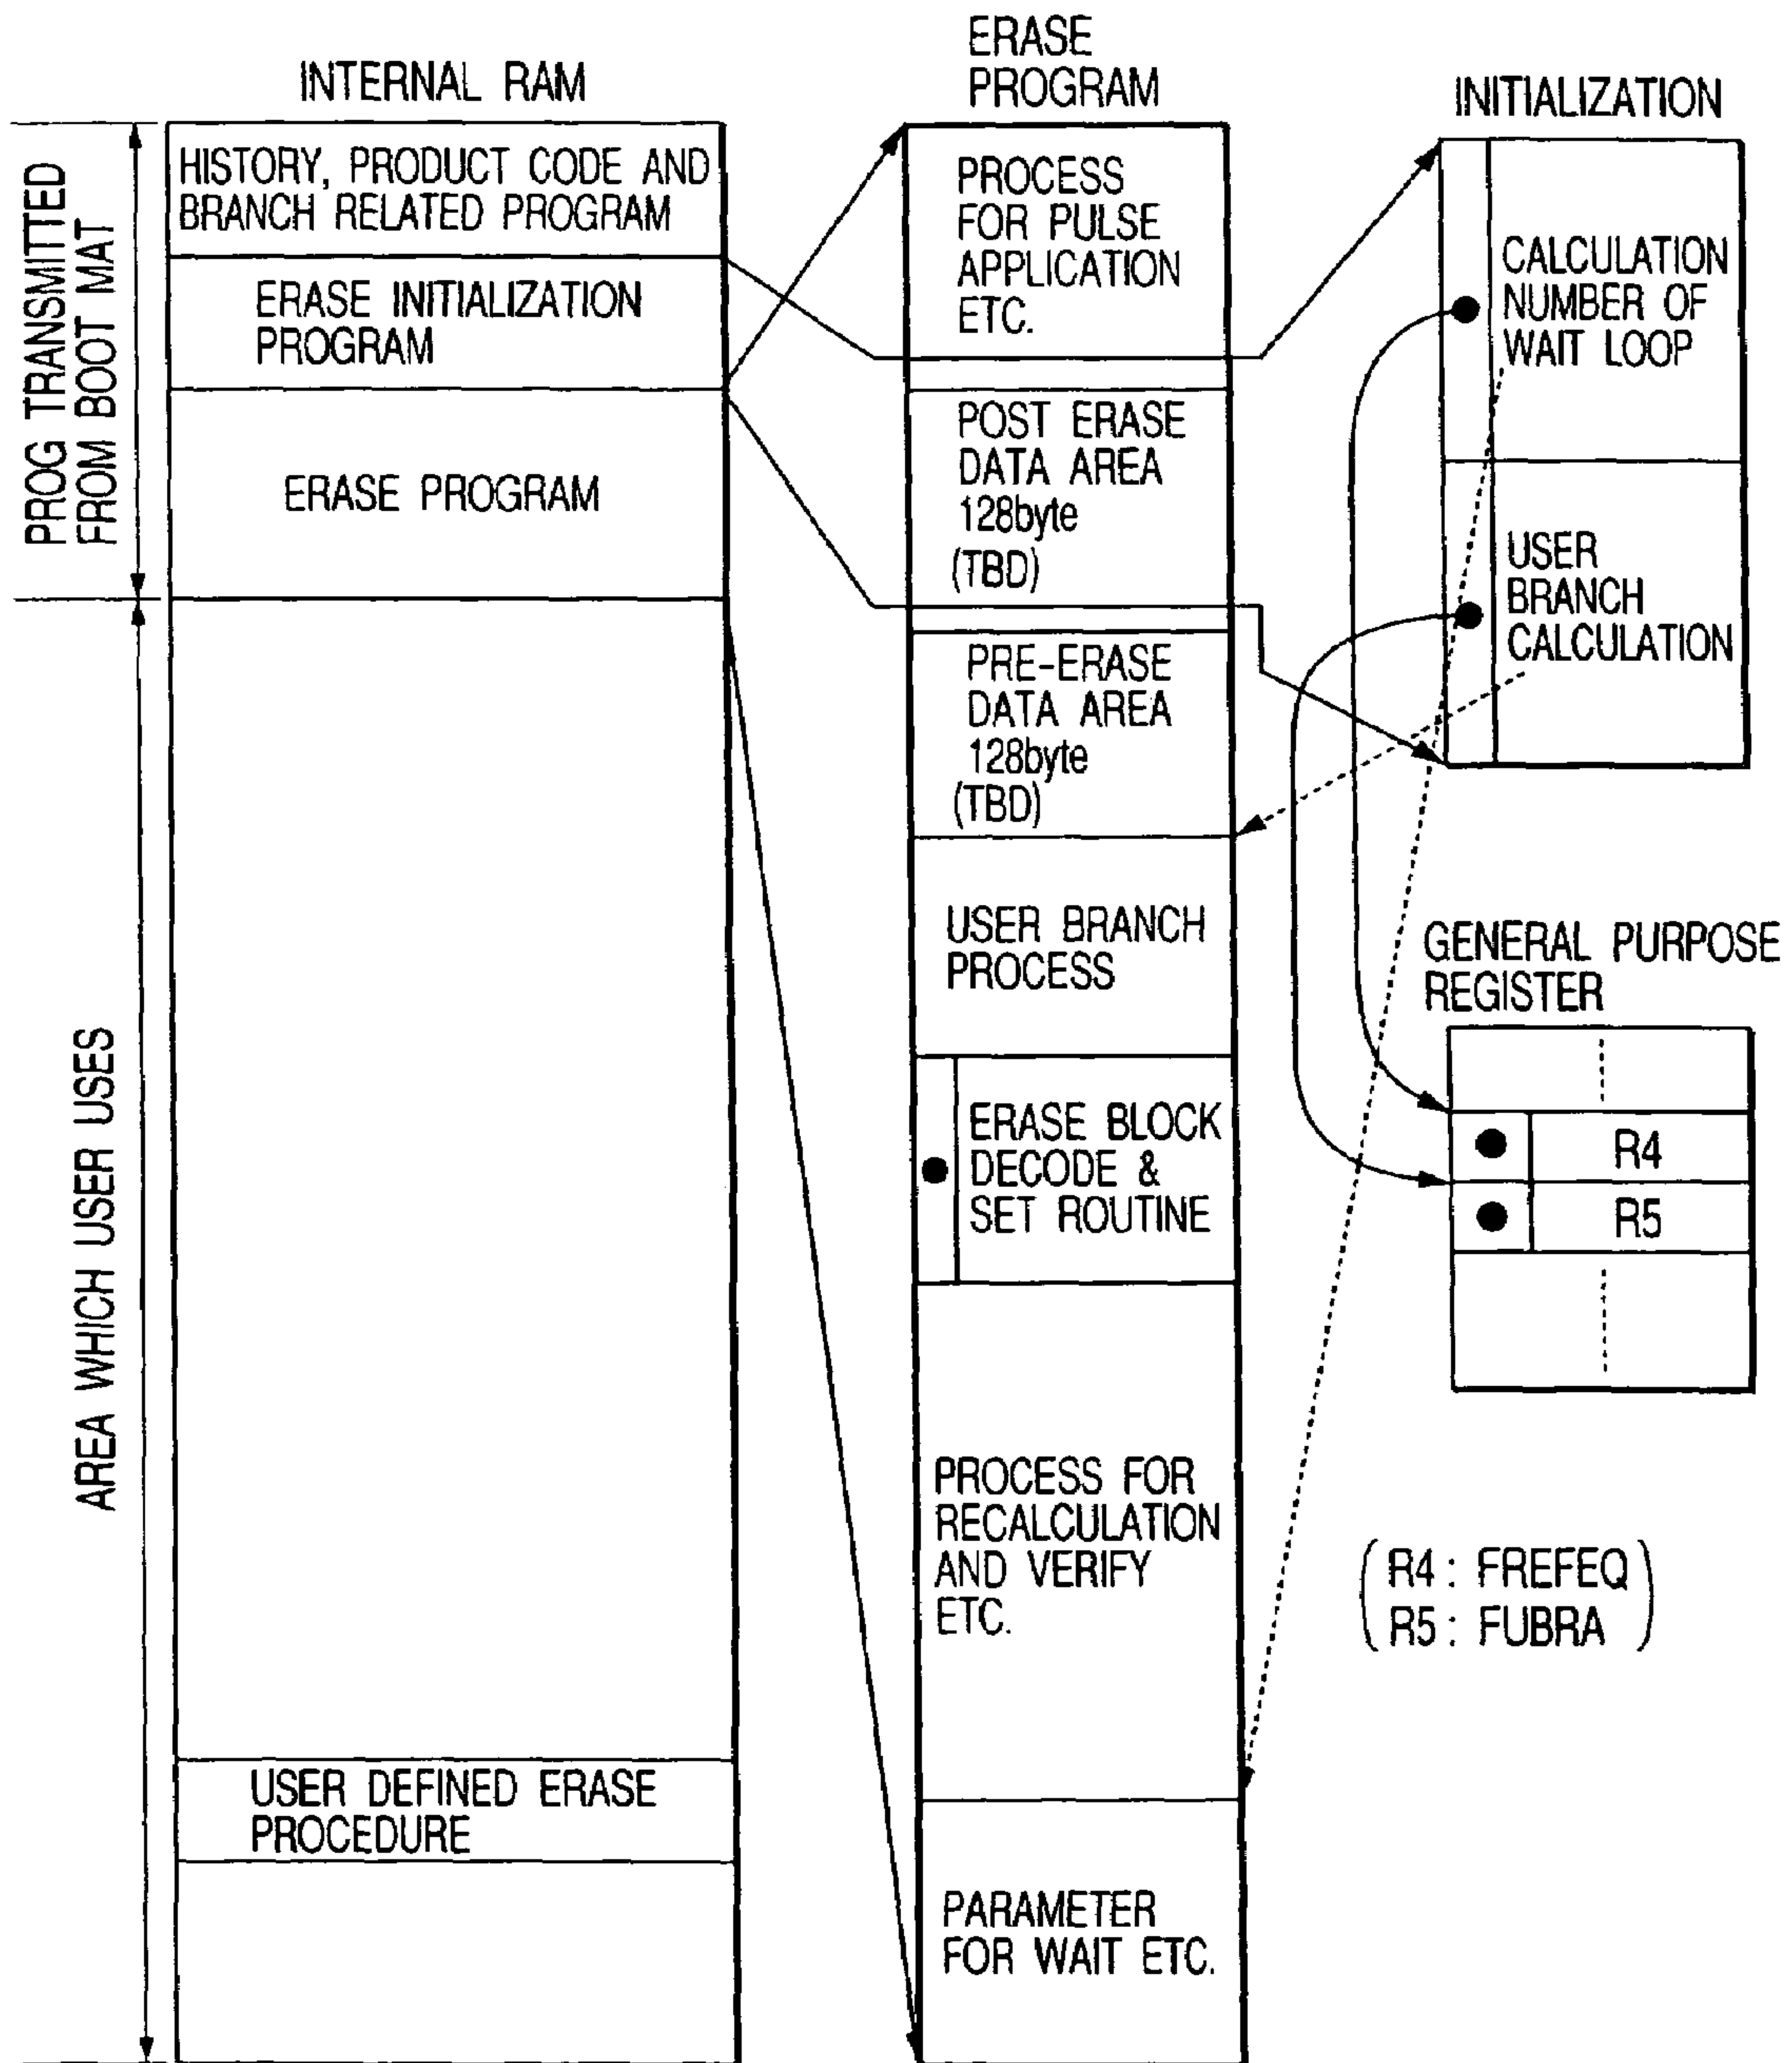 INTERNAL RAM
PROG TRANSMITTED
FROM BOOT MAT
HISTORY, PRODUCT CODE AND
BRANCH RELATED PROGRAM
ERASE INITIALIZATION
PROGRAM
ERASE PROGRAM
AREA WHICH USER USES
USER DEFINED ERASE
PROCEDURE
ERASE
PROGRAM
PROCESS
FOR PULSE
APPLICATION
ETC.
POST ERASE
DATA AREA
128byte
(TBD)
PRE-ERASE
DATA AREA
128byte
(TBD)
USER BRANCH
PROCESS
ERASE BLOCK
DECODE &
SET ROUTINE
PROCESS FOR
RECALCULATION
AND VERIFY
ETC.
PARAMETER
FOR WAIT ETC.
INITIALIZATION
CALCULATION
NUMBER OF
WAIT LOOP
USER
BRANCH
CALCULATION
GENERAL PURPOSE
REGISTER
R4
R5
(R4 : FREFEQ
R5 : FUBRA)